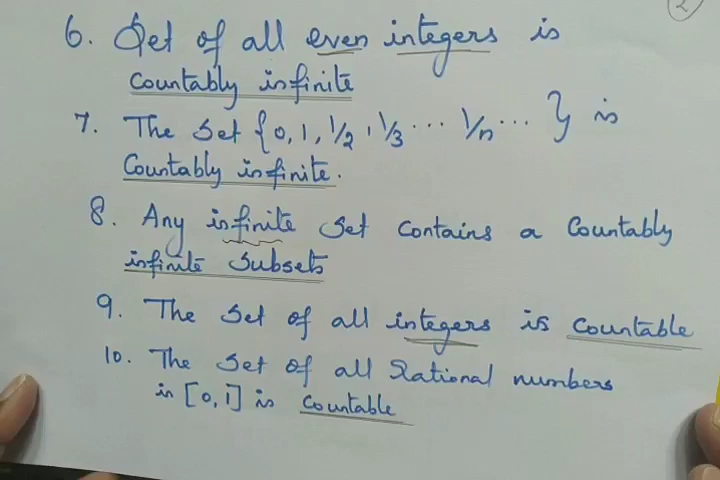 2
6. Set of all even integers is
Countably infinite
7. The set {0, 1, 1/2, 1/3 ... 1/n ... } is
Countably infinite.
8. Any infinite set contains a countably
infinite subsets
9. The set of all integers is countable
10. The set of all rational numbers
in [0, 1] is countable